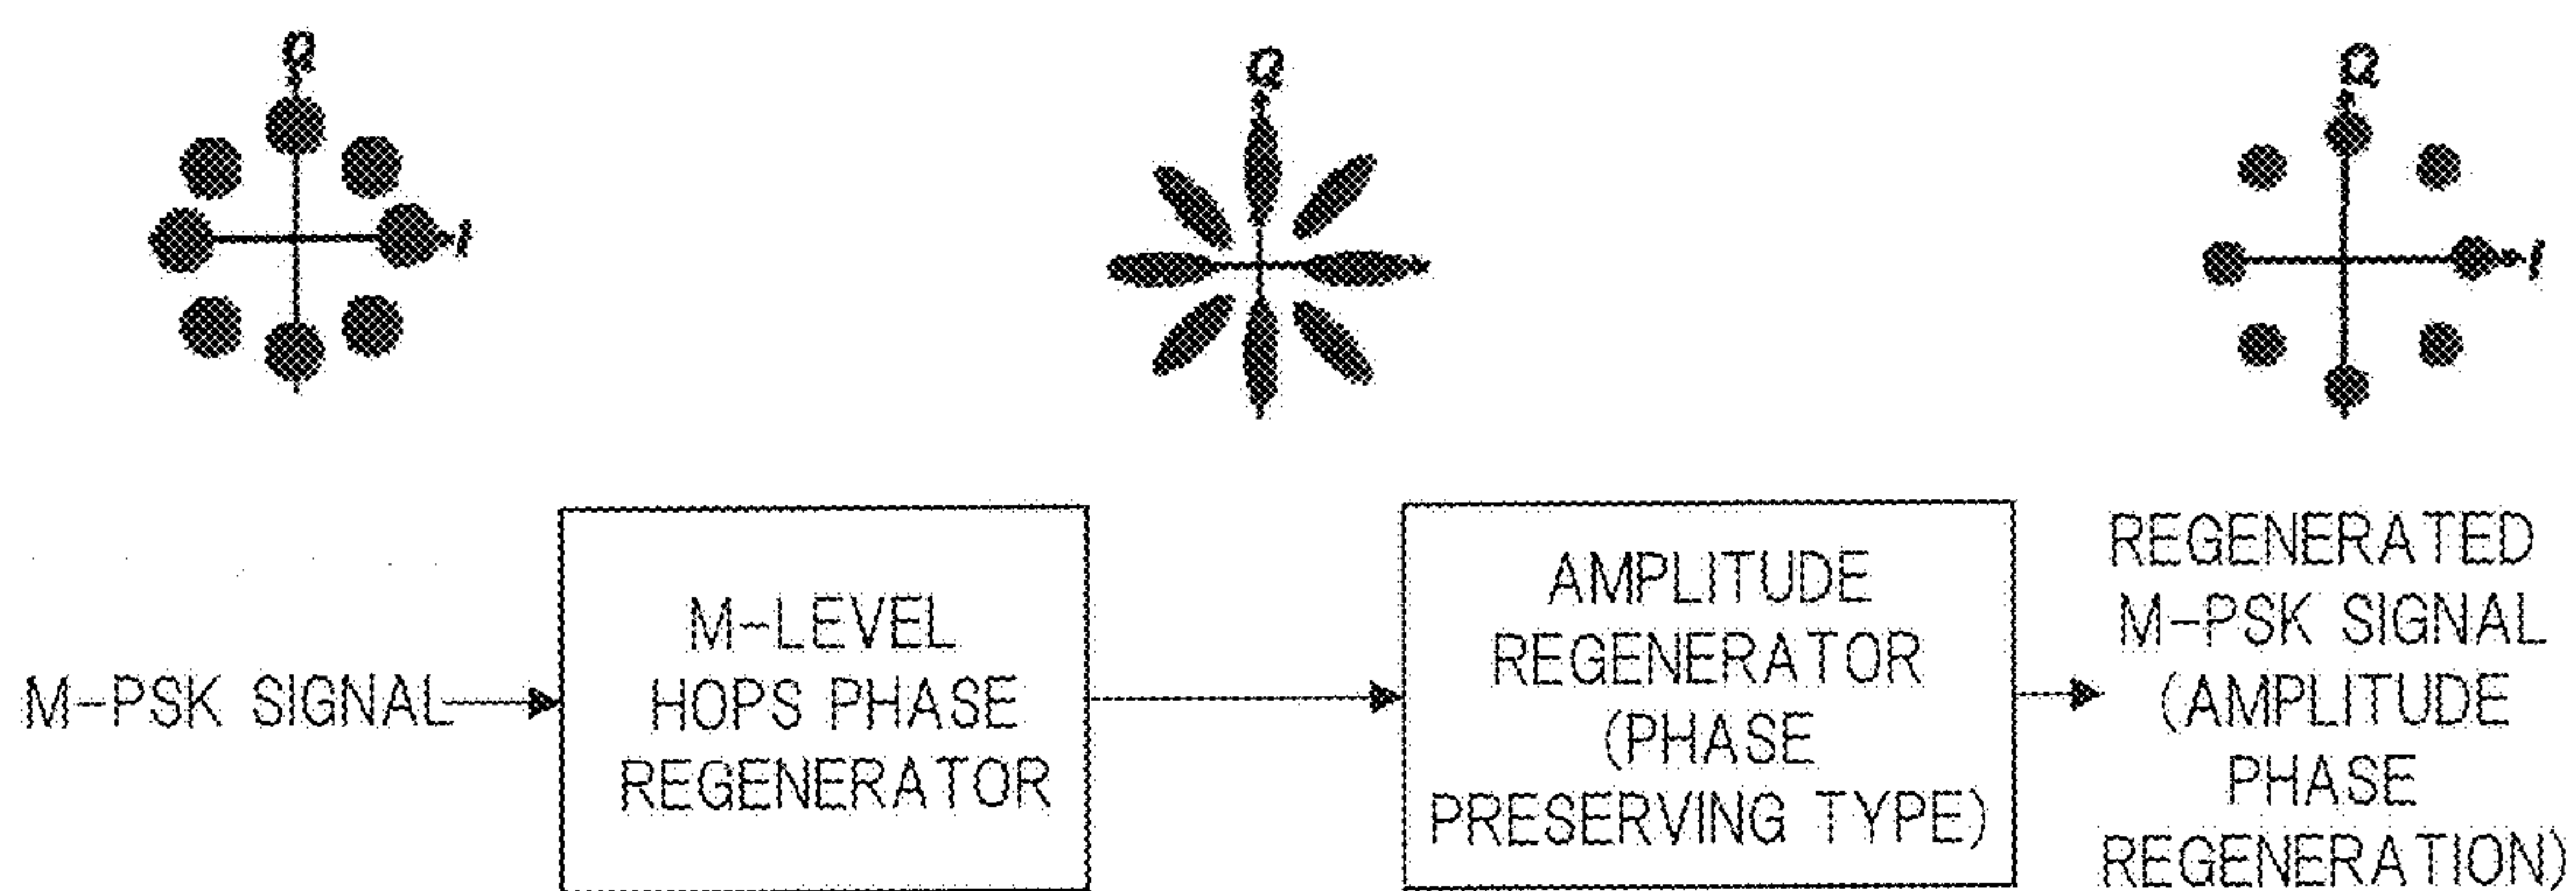 Q
I
Q
Q
I
M-PSK SIGNAL
M-LEVEL
HOPS PHASE
REGENERATOR
AMPLITUDE
REGENERATOR
(PHASE
PRESERVING TYPE)
REGENERATED
M-PSK SIGNAL
(AMPLITUDE
PHASE
REGENERATION)